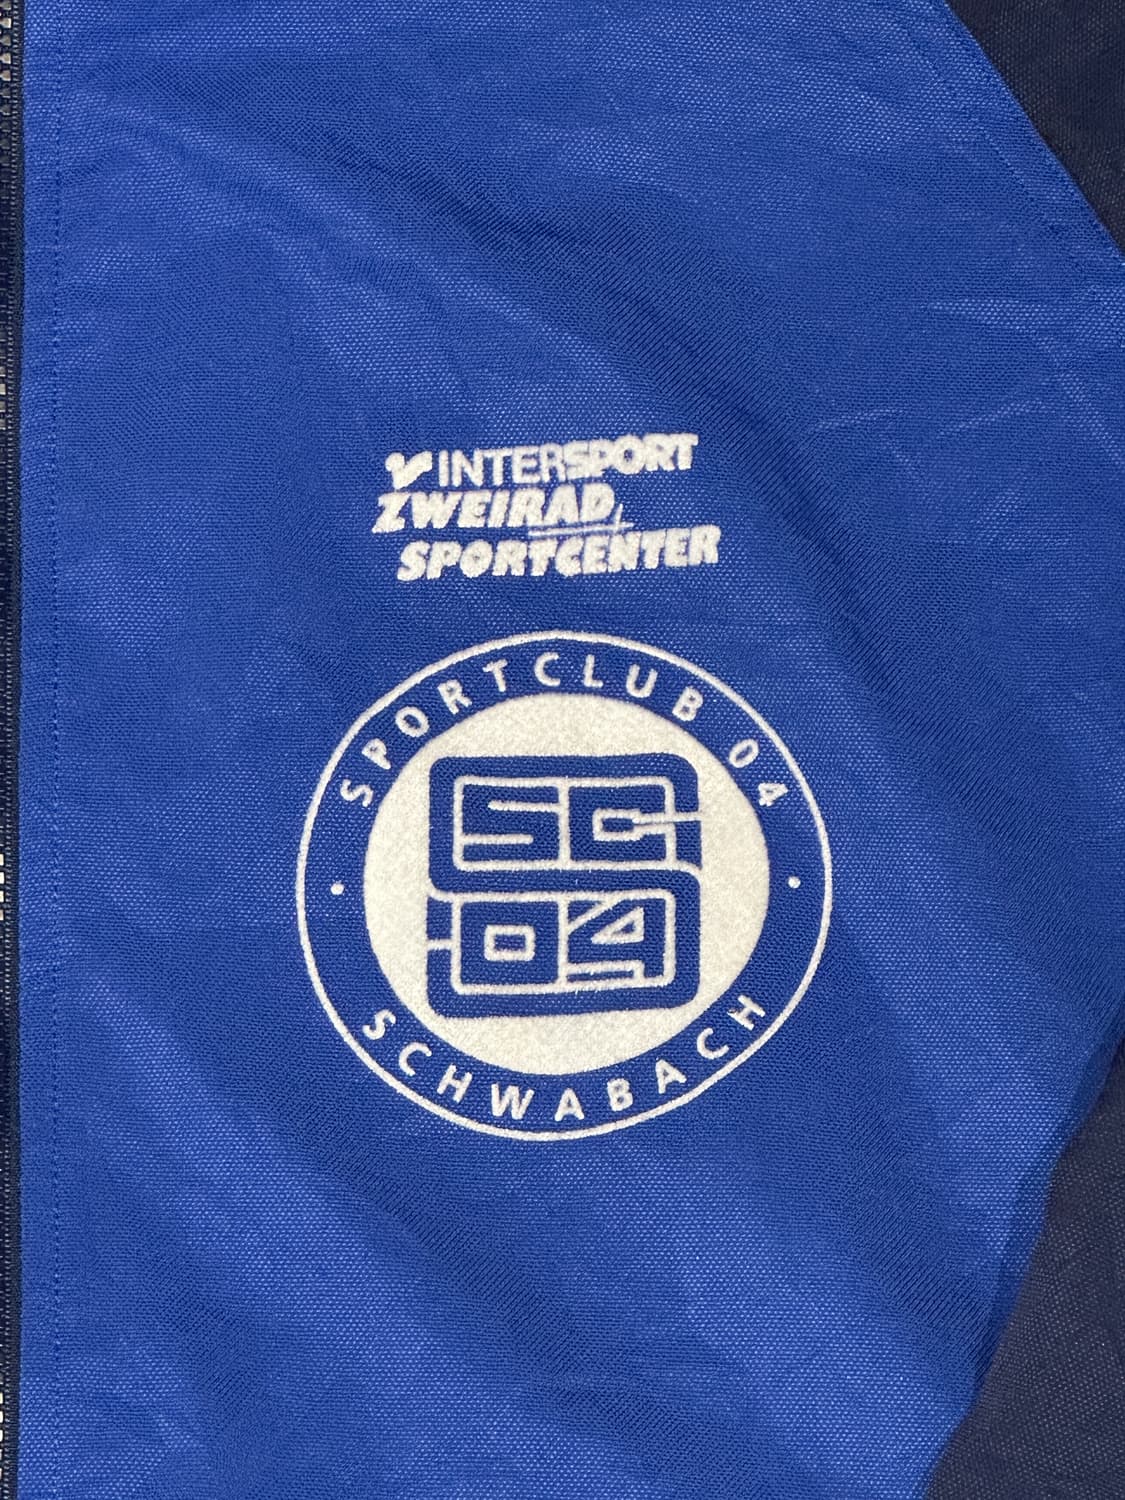 INTERSPORT
ZWEIRAD,
SPORTCENTER
SPORTCLUB 04
SC
04
SCHWABACH